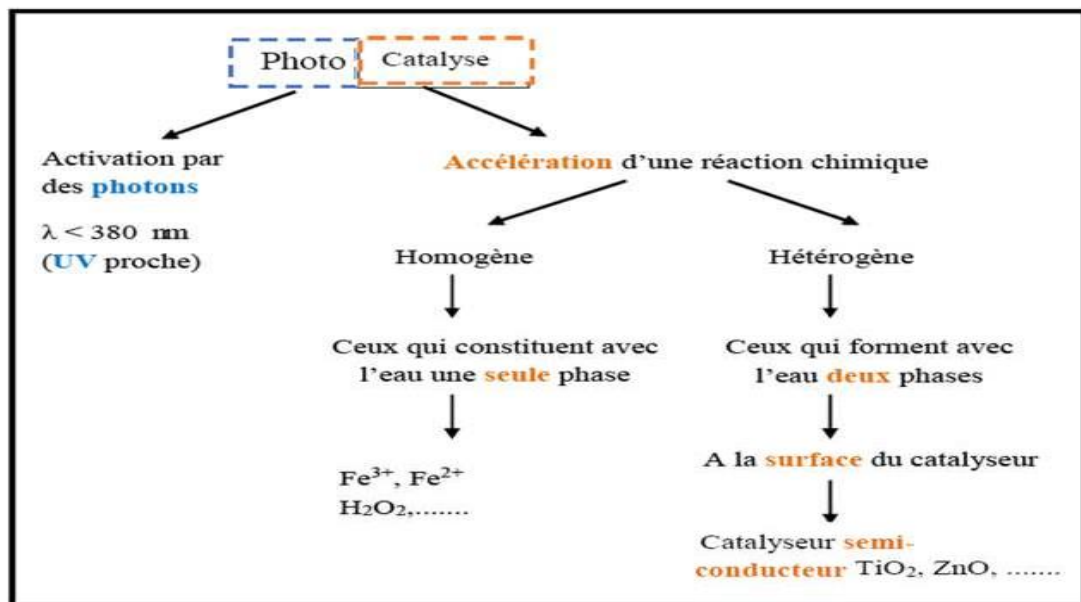 Photo Catalyse
Activation par
des photons
λ < 380 nm
(UV proche)
Accélération d'une réaction chimique
Homogène
Ceux qui constituent avec
l'eau une seule phase
Fe³⁺, Fe²⁺
H₂O₂,.......
Hétérogène
Ceux qui forment avec
l'eau deux phases
A la surface du catalyseur
Catalyseur semi-
conducteur TiO₂, ZnO, .......